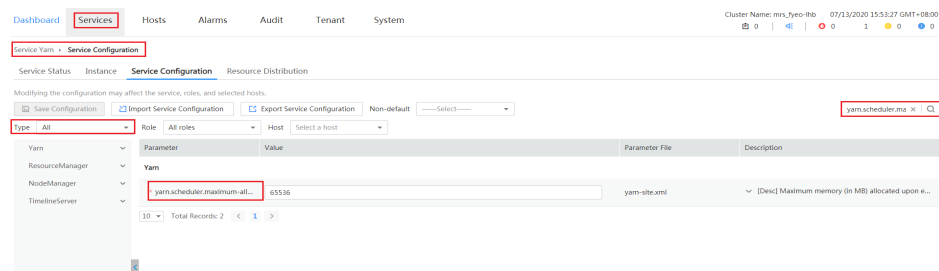 Dashboard Services Hosts Alarms Audit Tenant System
Cluster Name: mrs_fyeo-lhb 07/13/2020 15:53:27 GMT+08:00
0 0 1 0 0
Service Yarn › Service Configuration
Service Status Instance Service Configuration Resource Distribution
Modifying the configuration may affect the service, roles, and selected hosts.
Save Configuration Import Service Configuration Export Service Configuration Non-default ------Select------ yarn.scheduler.ma ×
Type All Role All roles Host Select a host
Yarn Parameter Value Parameter File Description
ResourceManager Yarn
NodeManager * yarn.scheduler.maximum-all... 65536 yarn-site.xml [Desc] Maximum memory (in MB) allocated upon e...
TimelineServer
10 Total Records: 2 < 1 >